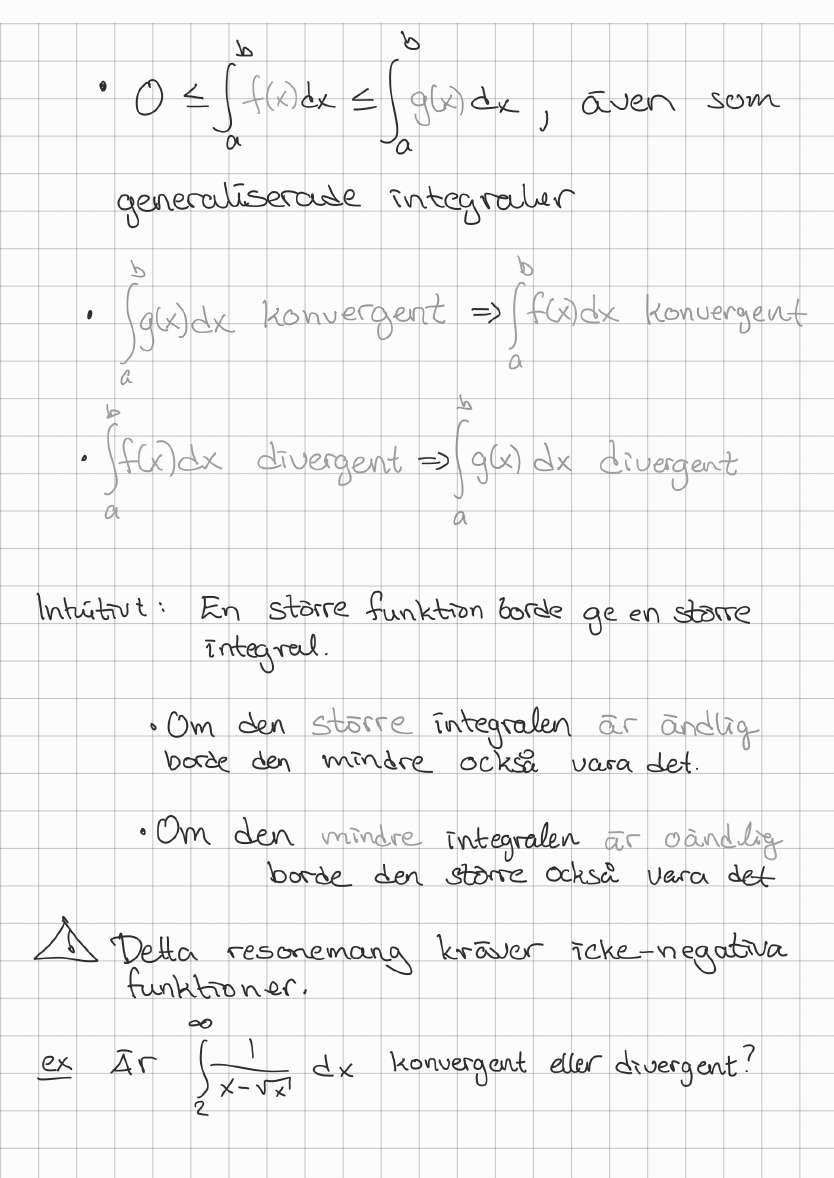 • 0 ≤ ∫_a^b f(x)dx ≤ ∫_a^b g(x)dx, även som
generaliserade integraler
• ∫_a^b g(x)dx konvergent ⇒ ∫_a^b f(x)dx konvergent
• ∫_a^b f(x)dx divergent ⇒ ∫_a^b g(x)dx divergent
Intuitivt: En större funktion borde ge en större
integral.
• Om den större integralen är ändlig
borde den mindre också vara det.
• Om den mindre integralen är oändlig
borde den större också vara det
⚠ Detta resonemang kräver icke-negativa
funktioner.
ex Är ∫_2^∞ 1/(x-√x) dx konvergent eller divergent?